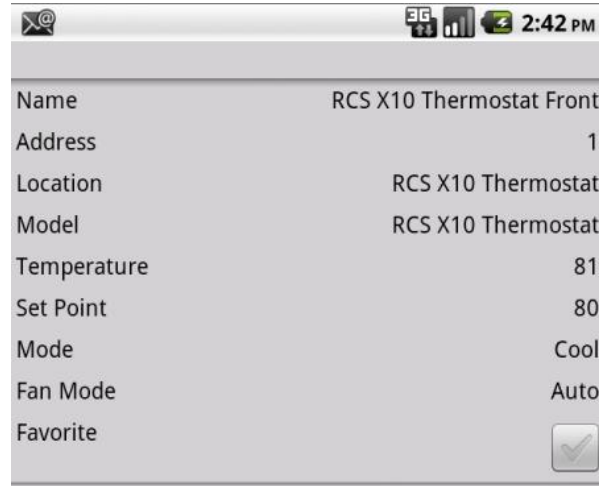 3G 2:42 PM
Name RCS X10 Thermostat Front
Address 1
Location RCS X10 Thermostat
Model RCS X10 Thermostat
Temperature 81
Set Point 80
Mode Cool
Fan Mode Auto
Favorite